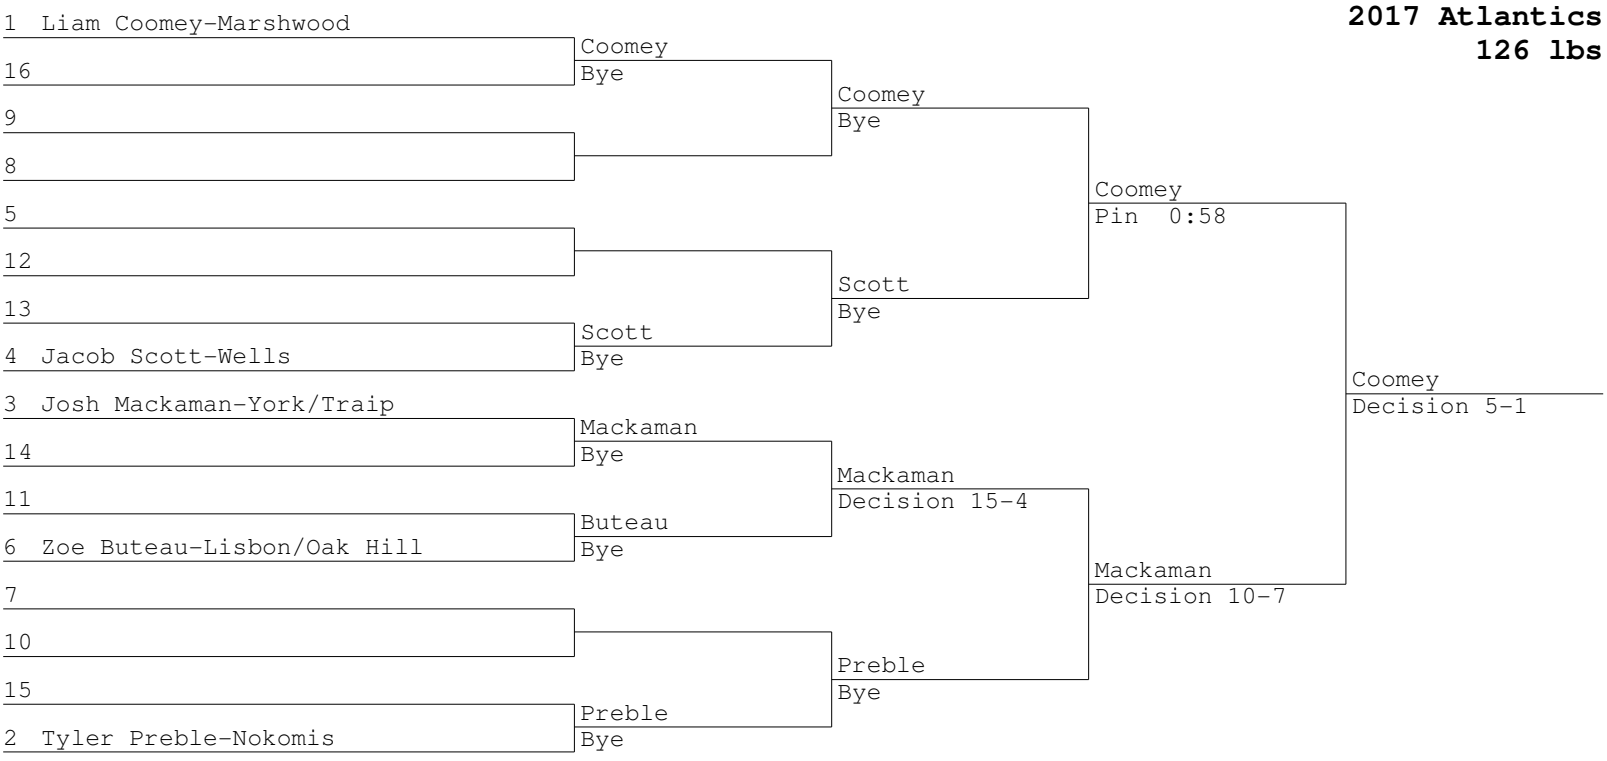 2017 Atlantics
126 lbs
1 Liam Coomey-Marshwood
16
9
8
5
12
13
4 Jacob Scott-Wells
3 Josh Mackaman-York/Traip
14
11
6 Zoe Buteau-Lisbon/Oak Hill
7
10
15
2 Tyler Preble-Nokomis
Coomey
Bye
Scott
Bye
Mackaman
Bye
Buteau
Bye
Preble
Bye
Coomey
Bye
Scott
Bye
Mackaman
Decision 15-4
Preble
Bye
Coomey
Pin 0:58
Mackaman
Decision 10-7
Coomey
Decision 5-1